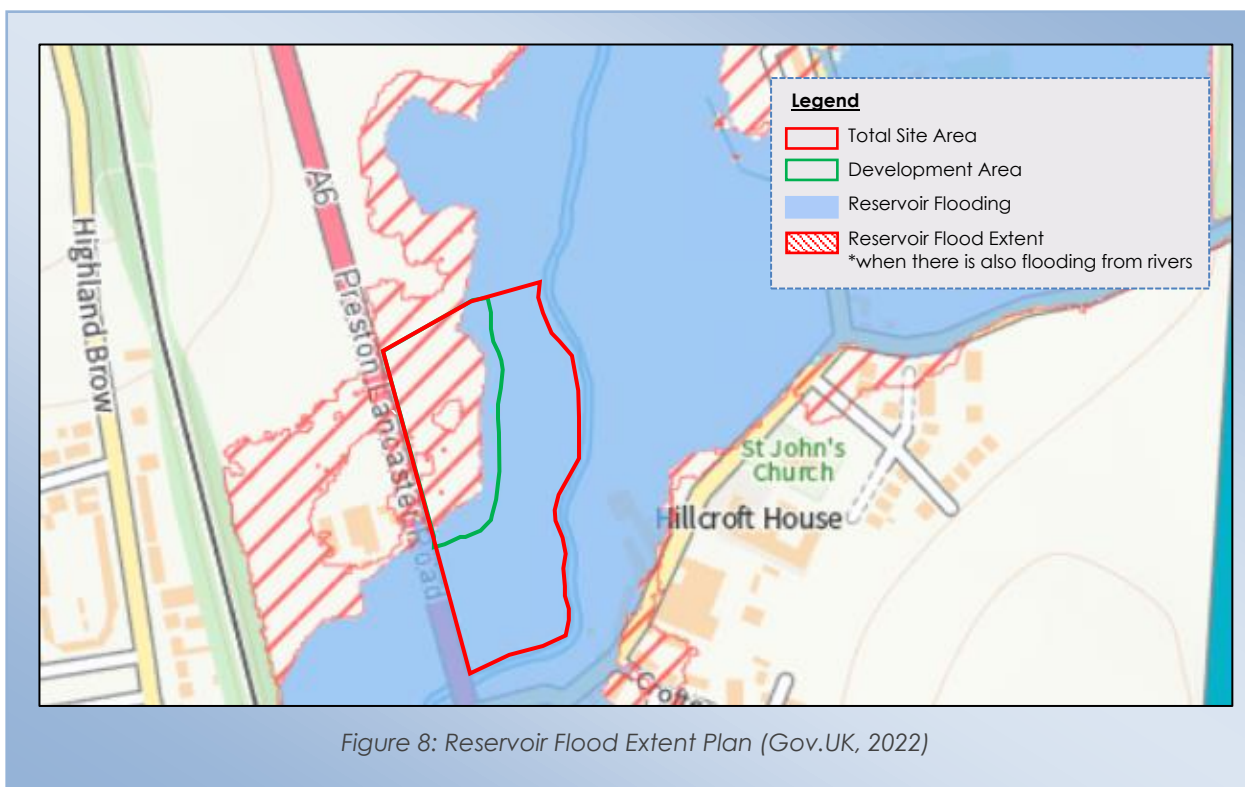 Legend
Total Site Area
Development Area
Reservoir Flooding
Reservoir Flood Extent
*when there is also flooding from rivers
A6
Preston Lancaster Road
Highland Brow
St John's
Church
Hillcroft House
Figure 8: Reservoir Flood Extent Plan (Gov.UK, 2022)